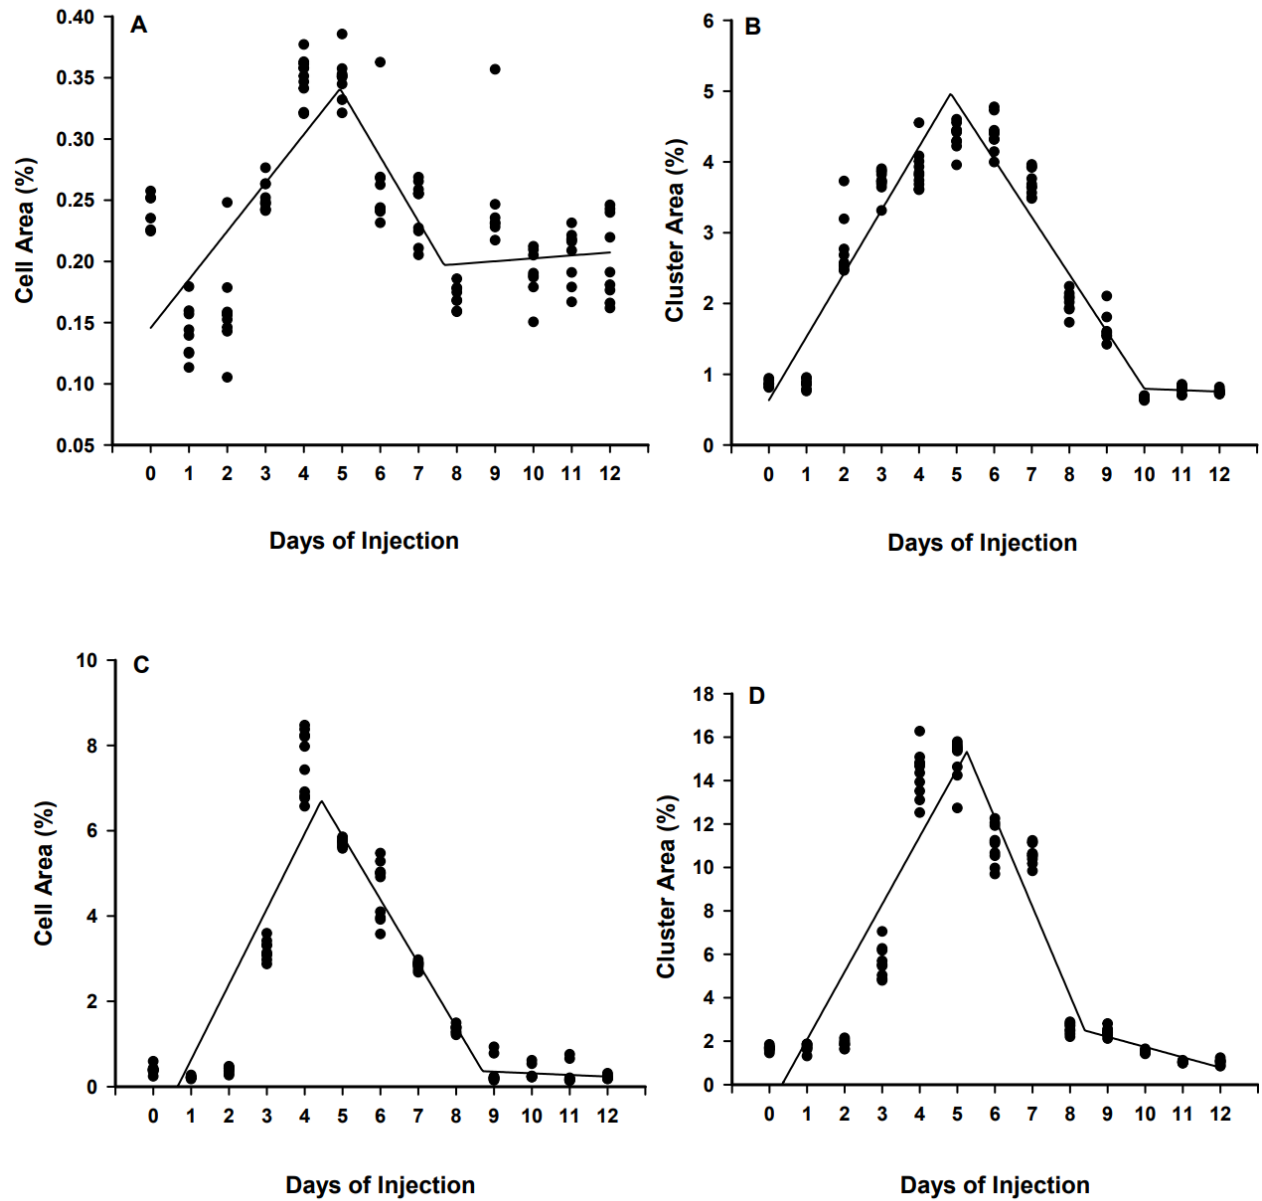 A
0.40
0.35
0.30
0.25
0.20
0.15
0.10
0.05
Cell Area (%)
0 1 2 3 4 5 6 7 8 9 10 11 12
Days of Injection
B
6
5
4
3
2
1
0
Cluster Area (%)
0 1 2 3 4 5 6 7 8 9 10 11 12
Days of Injection
C
10
8
6
4
2
0
Cell Area (%)
0 1 2 3 4 5 6 7 8 9 10 11 12
Days of Injection
D
18
16
14
12
10
8
6
4
2
0
Cluster Area (%)
0 1 2 3 4 5 6 7 8 9 10 11 12
Days of Injection